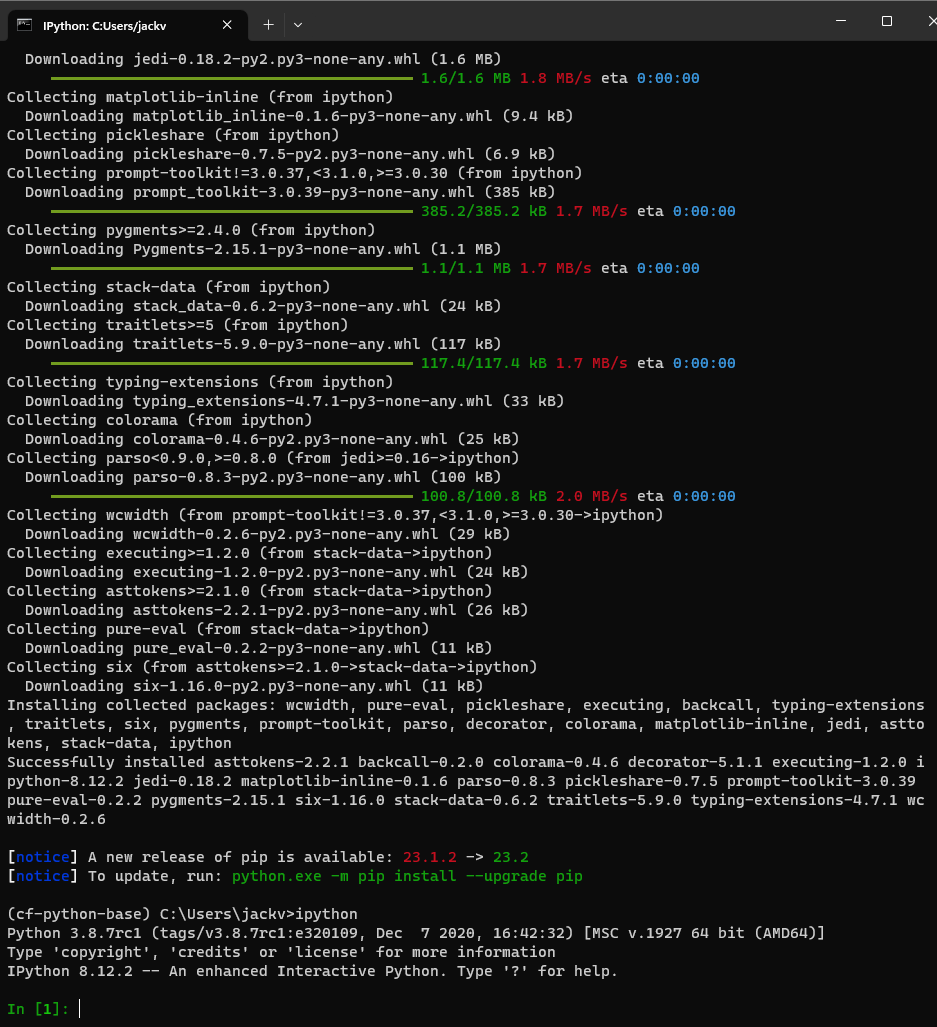 IPython: C:Users/jackv
Downloading jedi-0.18.2-py2.py3-none-any.whl (1.6 MB)
1.6/1.6 MB 1.8 MB/s eta 0:00:00
Collecting matplotlib-inline (from ipython)
Downloading matplotlib_inline-0.1.6-py3-none-any.whl (9.4 kB)
Collecting pickleshare (from ipython)
Downloading pickleshare-0.7.5-py2.py3-none-any.whl (6.9 kB)
Collecting prompt-toolkit!=3.0.37,<3.1.0,>=3.0.30 (from ipython)
Downloading prompt_toolkit-3.0.39-py3-none-any.whl (385 kB)
385.2/385.2 kB 1.7 MB/s eta 0:00:00
Collecting pygments>=2.4.0 (from ipython)
Downloading Pygments-2.15.1-py3-none-any.whl (1.1 MB)
1.1/1.1 MB 1.7 MB/s eta 0:00:00
Collecting stack-data (from ipython)
Downloading stack_data-0.6.2-py3-none-any.whl (24 kB)
Collecting traitlets>=5 (from ipython)
Downloading traitlets-5.9.0-py3-none-any.whl (117 kB)
117.4/117.4 kB 1.7 MB/s eta 0:00:00
Collecting typing-extensions (from ipython)
Downloading typing_extensions-4.7.1-py3-none-any.whl (33 kB)
Collecting colorama (from ipython)
Downloading colorama-0.4.6-py2.py3-none-any.whl (25 kB)
Collecting parso<0.9.0,>=0.8.0 (from jedi>=0.16->ipython)
Downloading parso-0.8.3-py2.py3-none-any.whl (100 kB)
100.8/100.8 kB 2.0 MB/s eta 0:00:00
Collecting wcwidth (from prompt-toolkit!=3.0.37,<3.1.0,>=3.0.30->ipython)
Downloading wcwidth-0.2.6-py2.py3-none-any.whl (29 kB)
Collecting executing>=1.2.0 (from stack-data->ipython)
Downloading executing-1.2.0-py2.py3-none-any.whl (24 kB)
Collecting asttokens>=2.1.0 (from stack-data->ipython)
Downloading asttokens-2.2.1-py2.py3-none-any.whl (26 kB)
Collecting pure-eval (from stack-data->ipython)
Downloading pure_eval-0.2.2-py3-none-any.whl (11 kB)
Collecting six (from asttokens>=2.1.0->stack-data->ipython)
Downloading six-1.16.0-py2.py3-none-any.whl (11 kB)
Installing collected packages: wcwidth, pure-eval, pickleshare, executing, backcall, typing-extensions
, traitlets, six, pygments, prompt-toolkit, parso, decorator, colorama, matplotlib-inline, jedi, astto
kens, stack-data, ipython
Successfully installed asttokens-2.2.1 backcall-0.2.0 colorama-0.4.6 decorator-5.1.1 executing-1.2.0 i
python-8.12.2 jedi-0.18.2 matplotlib-inline-0.1.6 parso-0.8.3 pickleshare-0.7.5 prompt-toolkit-3.0.39
pure-eval-0.2.2 pygments-2.15.1 six-1.16.0 stack-data-0.6.2 traitlets-5.9.0 typing-extensions-4.7.1 wc
width-0.2.6
[notice] A new release of pip is available: 23.1.2 -> 23.2
[notice] To update, run: python.exe -m pip install --upgrade pip
(cf-python-base) C:\Users\jackv>ipython
Python 3.8.7rc1 (tags/v3.8.7rc1:e320109, Dec  7 2020, 16:42:32) [MSC v.1927 64 bit (AMD64)]
Type 'copyright', 'credits' or 'license' for more information
IPython 8.12.2 -- An enhanced Interactive Python. Type '?' for help.
In [1]: